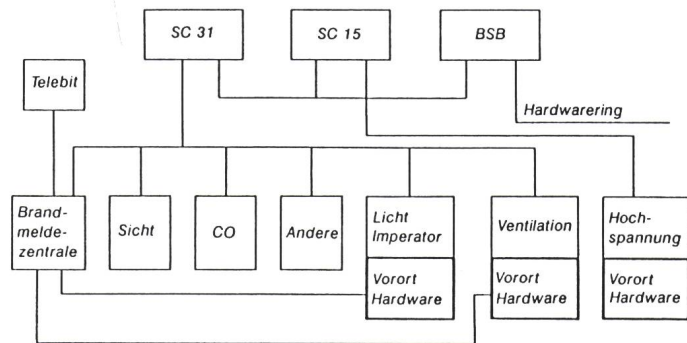 SC 31
SC 15
BSB
Telebit
Hardwarering
Brand-
melde-
zentrale
Sicht
CO
Andere
Licht
Imperator
Vorort
Hardware
Ventilation
Vorort
Hardware
Hoch-
spannung
Vorort
Hardware